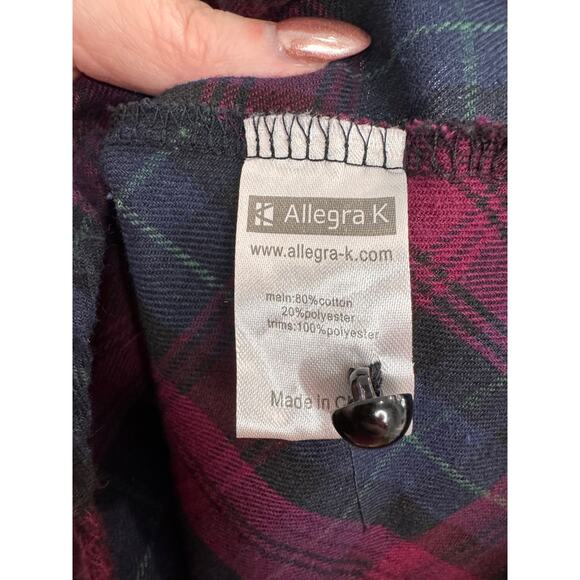 Allegra K
www.allegra-k.com
main:80%cotton
20%polyester
trims:100%polyester
Made in